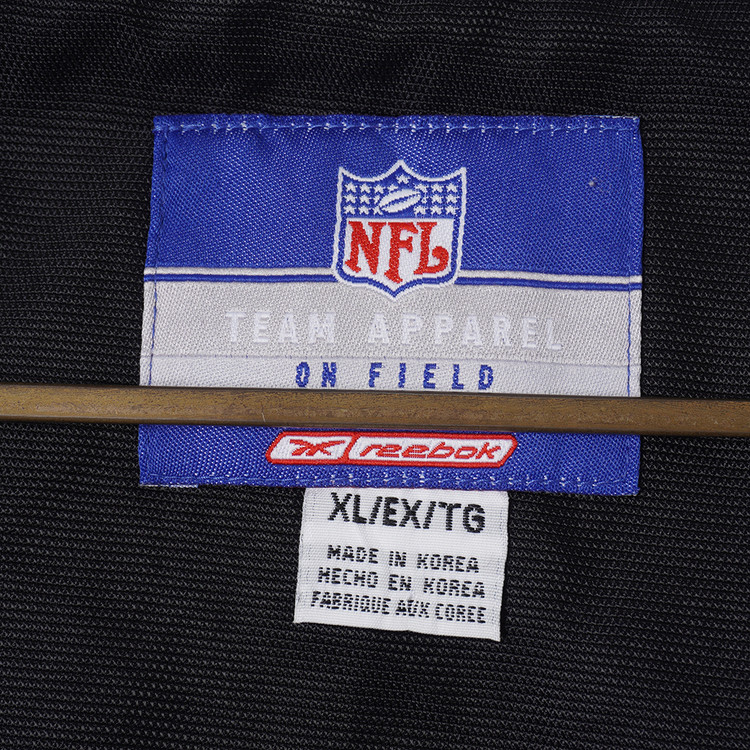 NFL
TEAM APPAREL
ON FIELD
Reebok
XL/EX/TG
MADE IN KOREA
HECHO EN KOREA
FABRIQUE AUX COREE